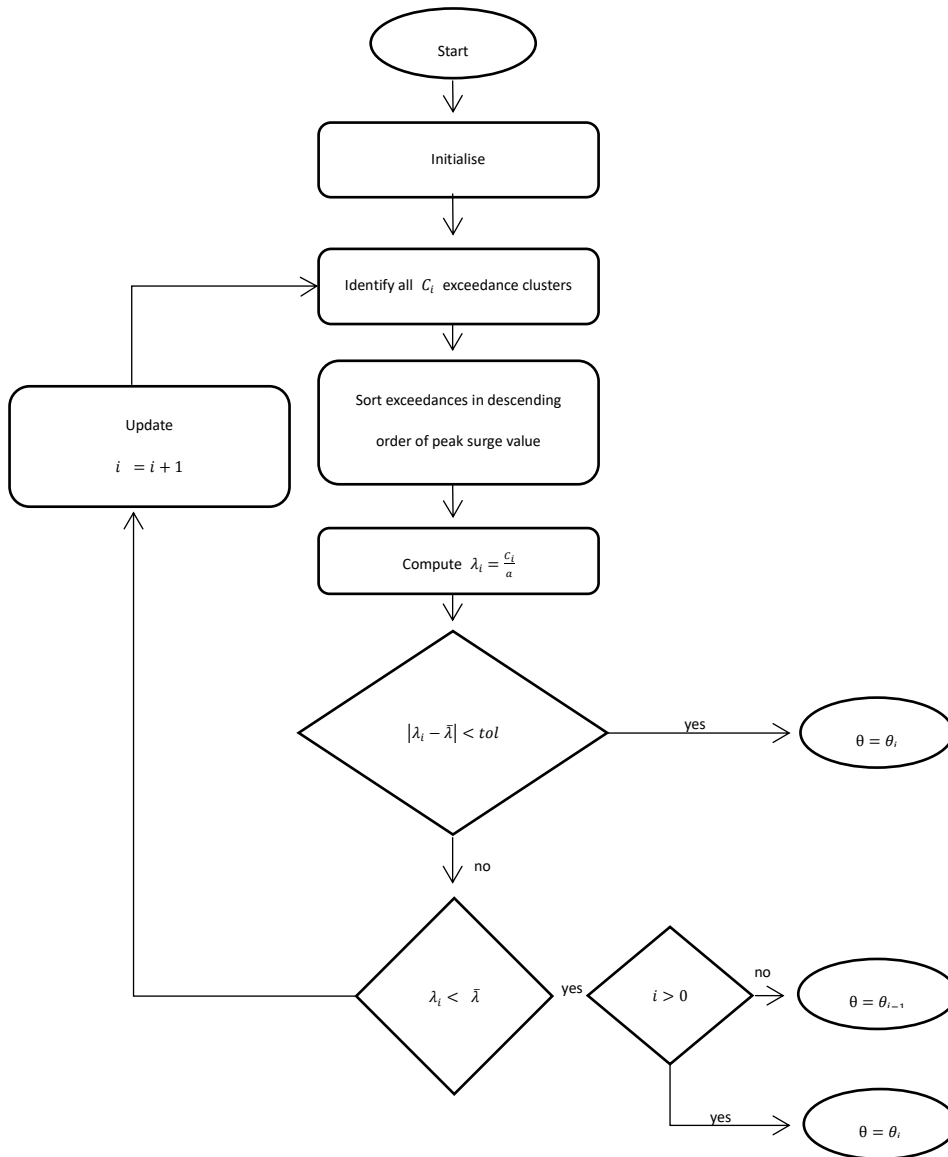 Start
Initialise
Identify all C_i exceedance clusters
Sort exceedances in descending
order of peak surge value
Update
i = i + 1
Compute λ_i = C_i/a
|λ_i − λ̄| < tol
yes
θ = θ_i
no
λ_i < λ̄
yes
i > 0
no
θ = θ_{i−1}
yes
θ = θ_i